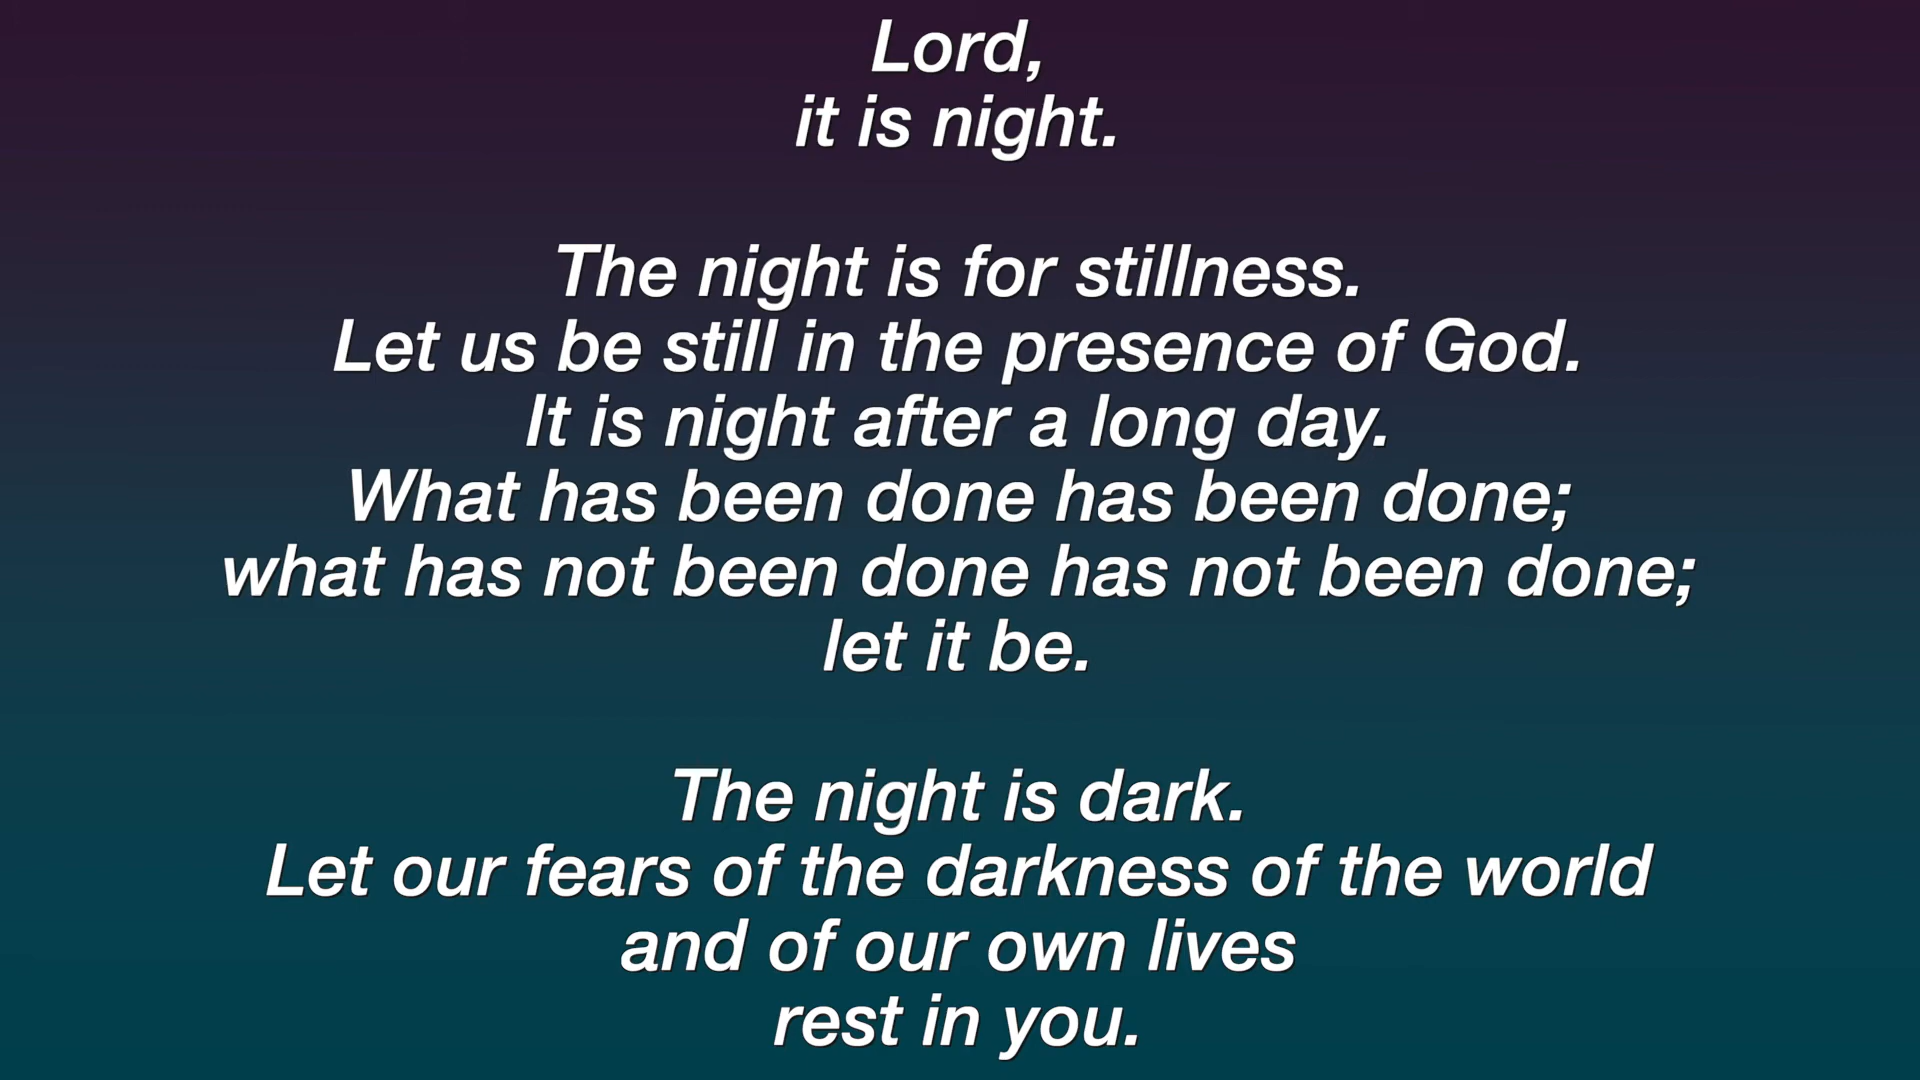 Lord,
it is night.
The night is for stillness.
Let us be still in the presence of God.
It is night after a long day.
What has been done has been done;
what has not been done has not been done;
let it be.
The night is dark.
Let our fears of the darkness of the world
and of our own lives
rest in you.